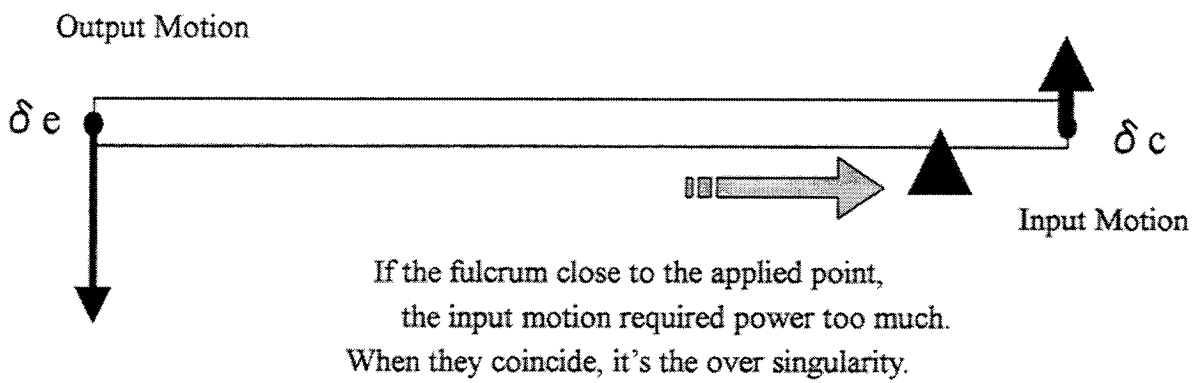 Output Motion
δ e
δ c
Input Motion
If the fulcrum close to the applied point,
the input motion required power too much.
When they coincide, it's the over singularity.